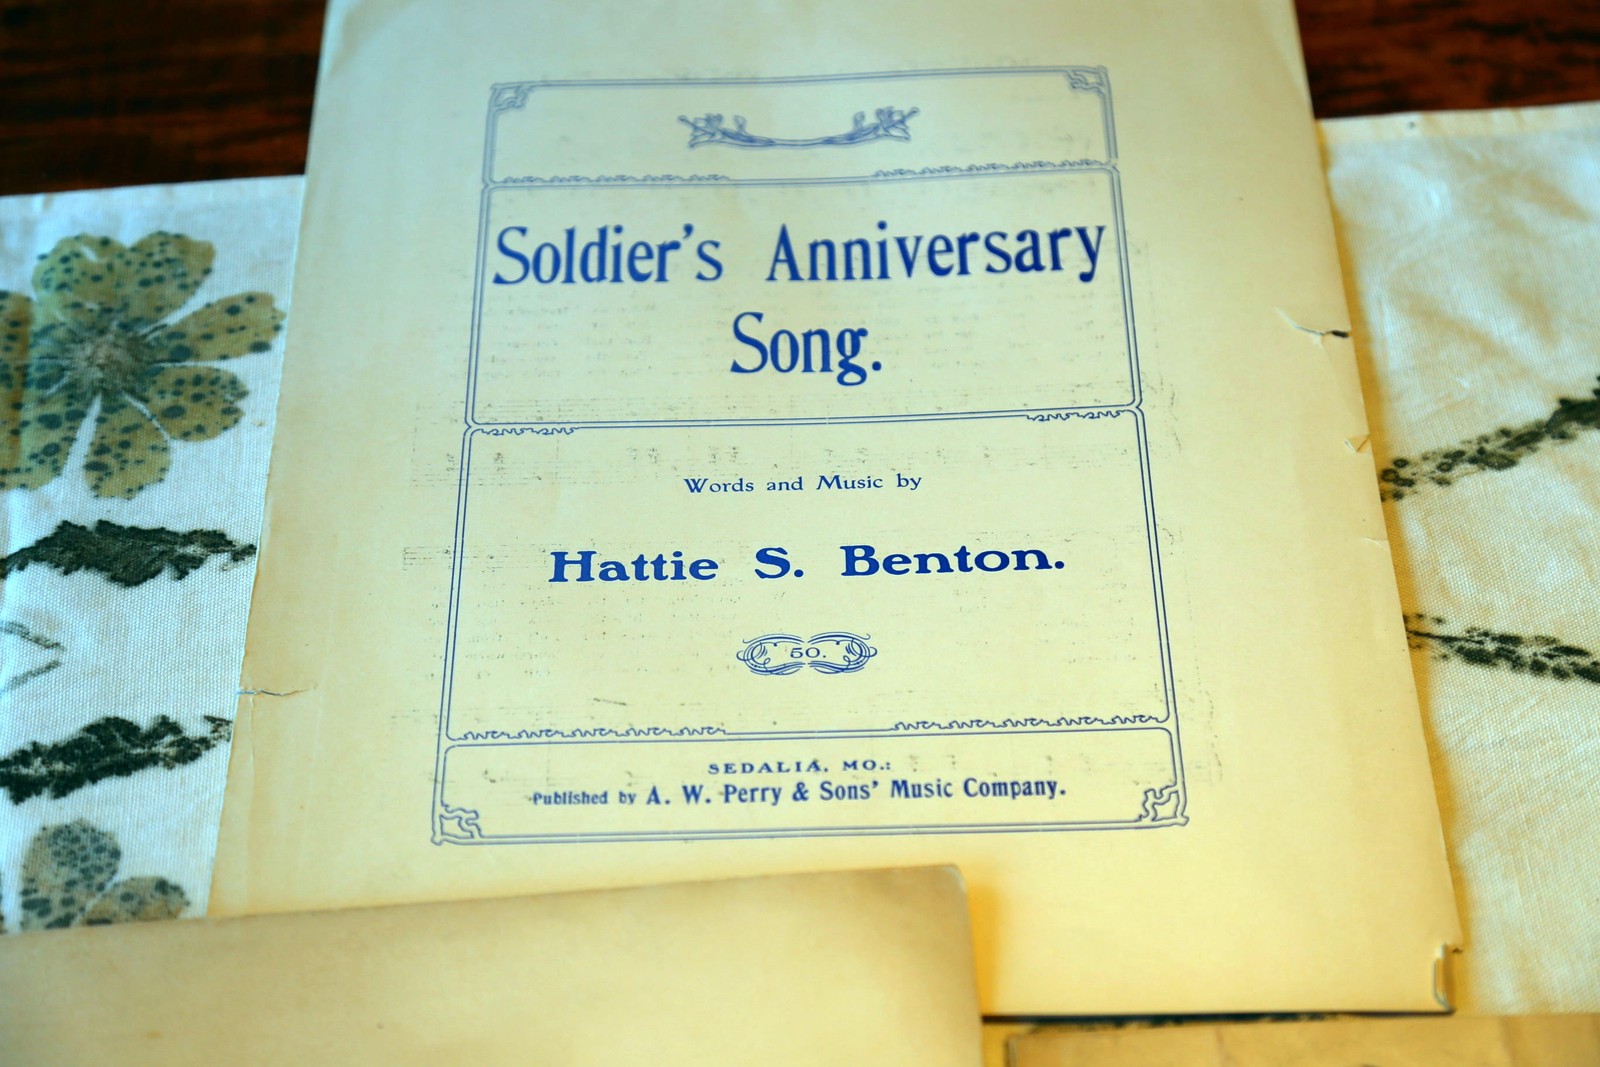 Soldier's Anniversary
Song.
Words and Music by
Hattie S. Benton.
50.
SEDALIA, MO.:
Published by A. W. Perry & Sons' Music Company.